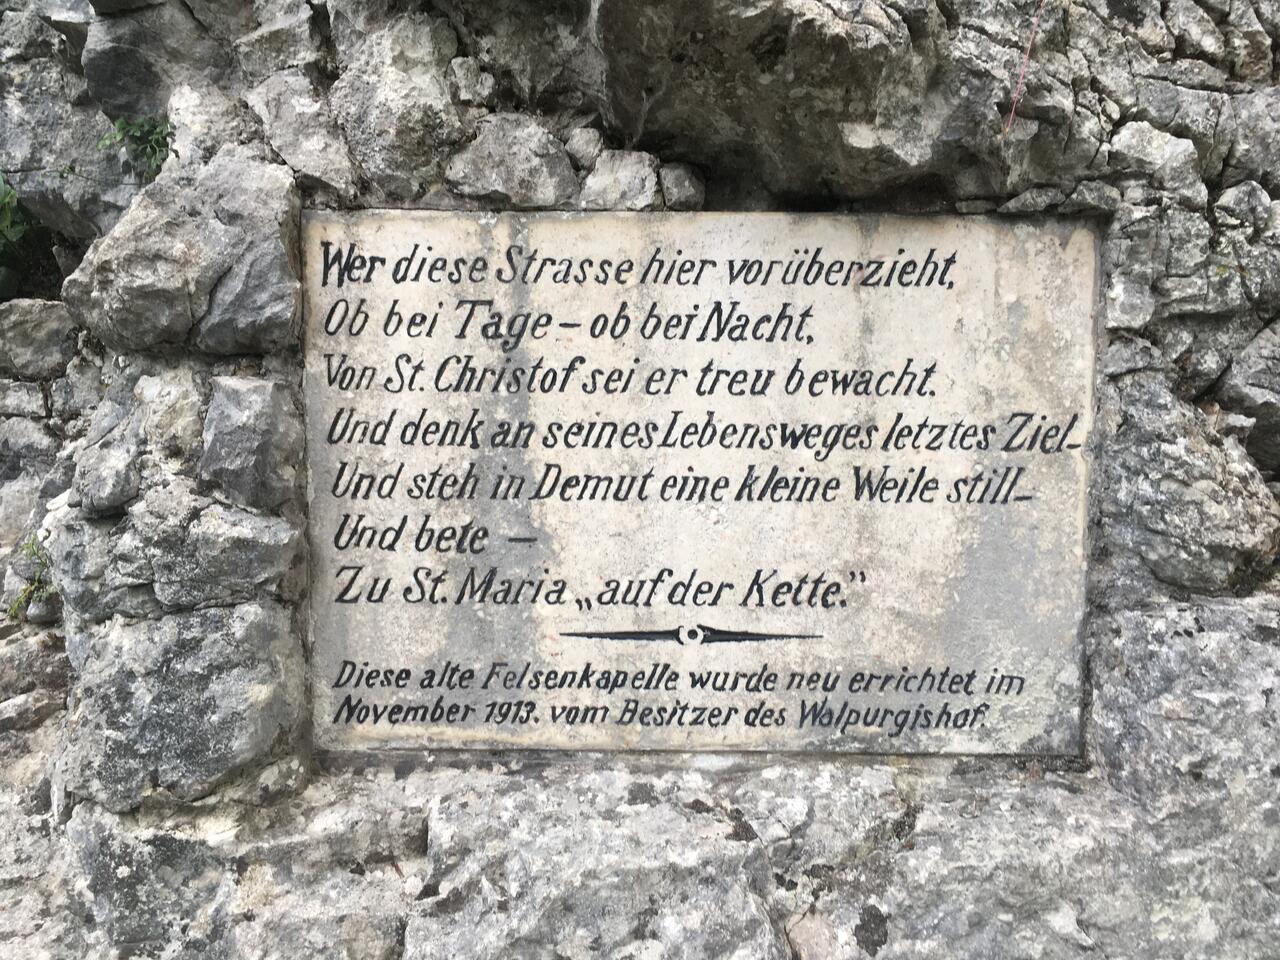 Wer diese Strasse hier vorüberzieht,
Ob bei Tage – ob bei Nacht,
Von St. Christof sei er treu bewacht.
Und denk an seines Lebensweges letztes Ziel –
Und steh in Demut eine kleine Weile still –
Und bete –
Zu St. Maria „auf der Kette.”
Diese alte Felsenkapelle wurde neu errichtet im
November 1913. vom Besitzer des Walpurgishof.